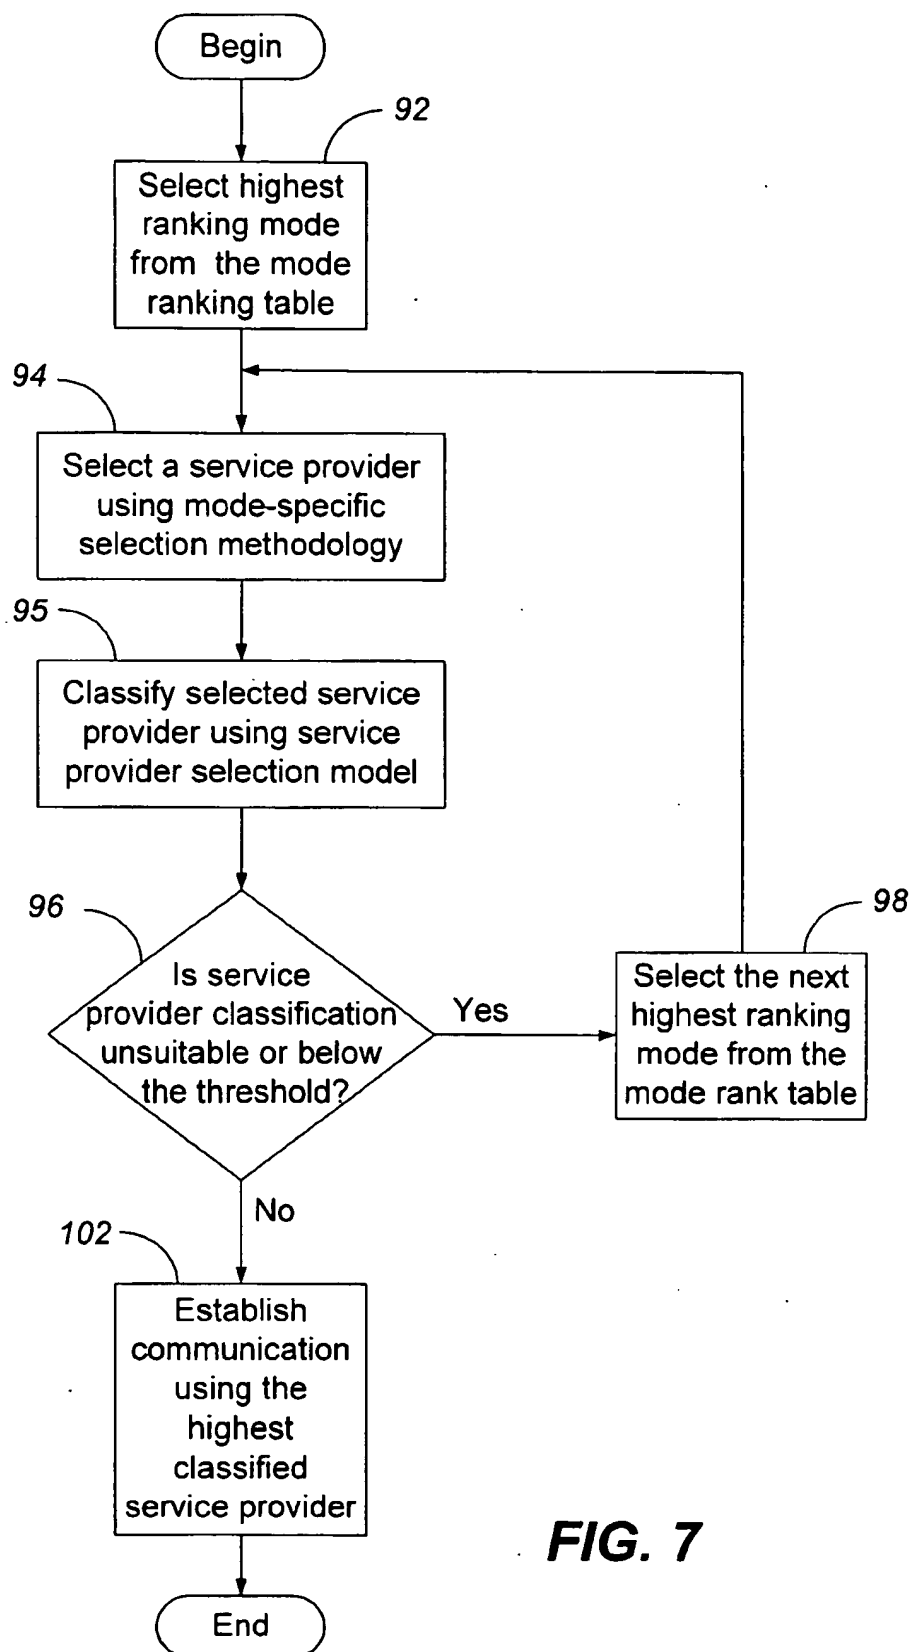 Begin
92
Select highest
ranking mode
from the mode
ranking table
94
Select a service provider
using mode-specific
selection methodology
95
Classify selected service
provider using service
provider selection model
96
Is service
provider classification
unsuitable or below
the threshold?
Yes
98
Select the next
highest ranking
mode from the
mode rank table
No
102
Establish
communication
using the
highest
classified
service provider
FIG. 7
End